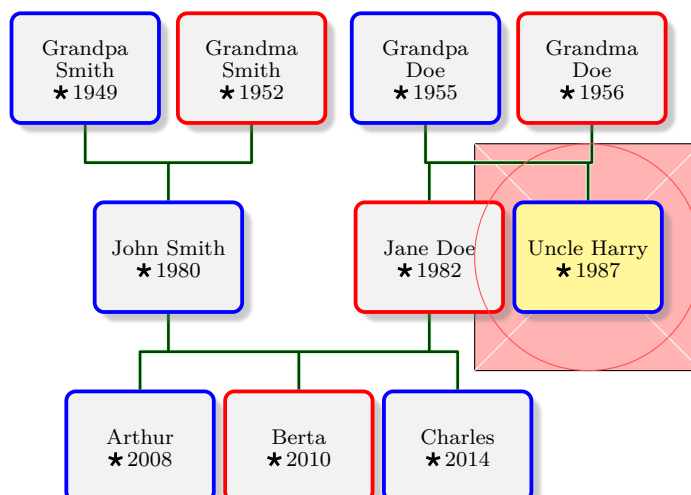 Grandpa
Smith
★ 1949
Grandma
Smith
★ 1952
Grandpa
Doe
★ 1955
Grandma
Doe
★ 1956
John Smith
★ 1980
Jane Doe
★ 1982
Uncle Harry
★ 1987
Arthur
★ 2008
Berta
★ 2010
Charles
★ 2014